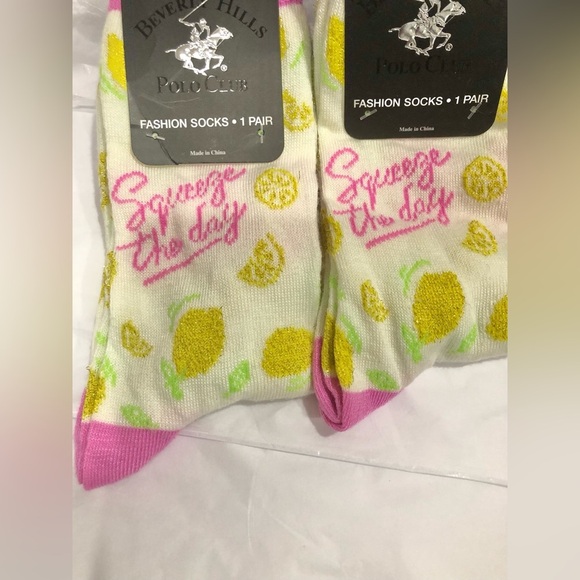 BEVERLY HILLS
POLO CLUB
FASHION SOCKS • 1 PAIR
Made in China
Squeeze
the day
POLO CLUB
FASHION SOCKS • 1 PAIR
Made in China
Squeeze
the day